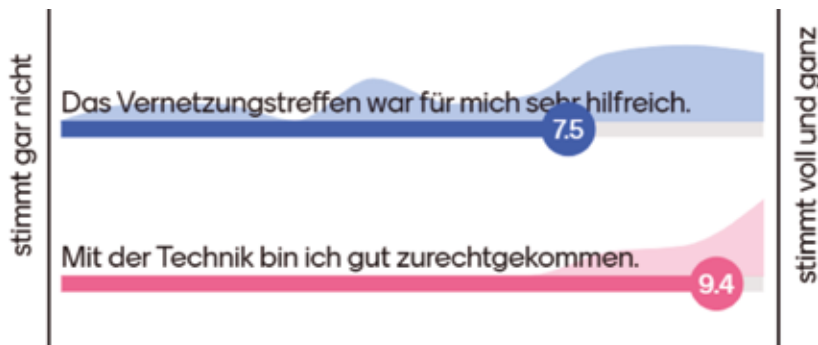 stimmt gar nicht
Das Vernetzungstreffen war für mich sehr hilfreich.
7.5
Mit der Technik bin ich gut zurechtgekommen.
9.4
stimmt voll und ganz